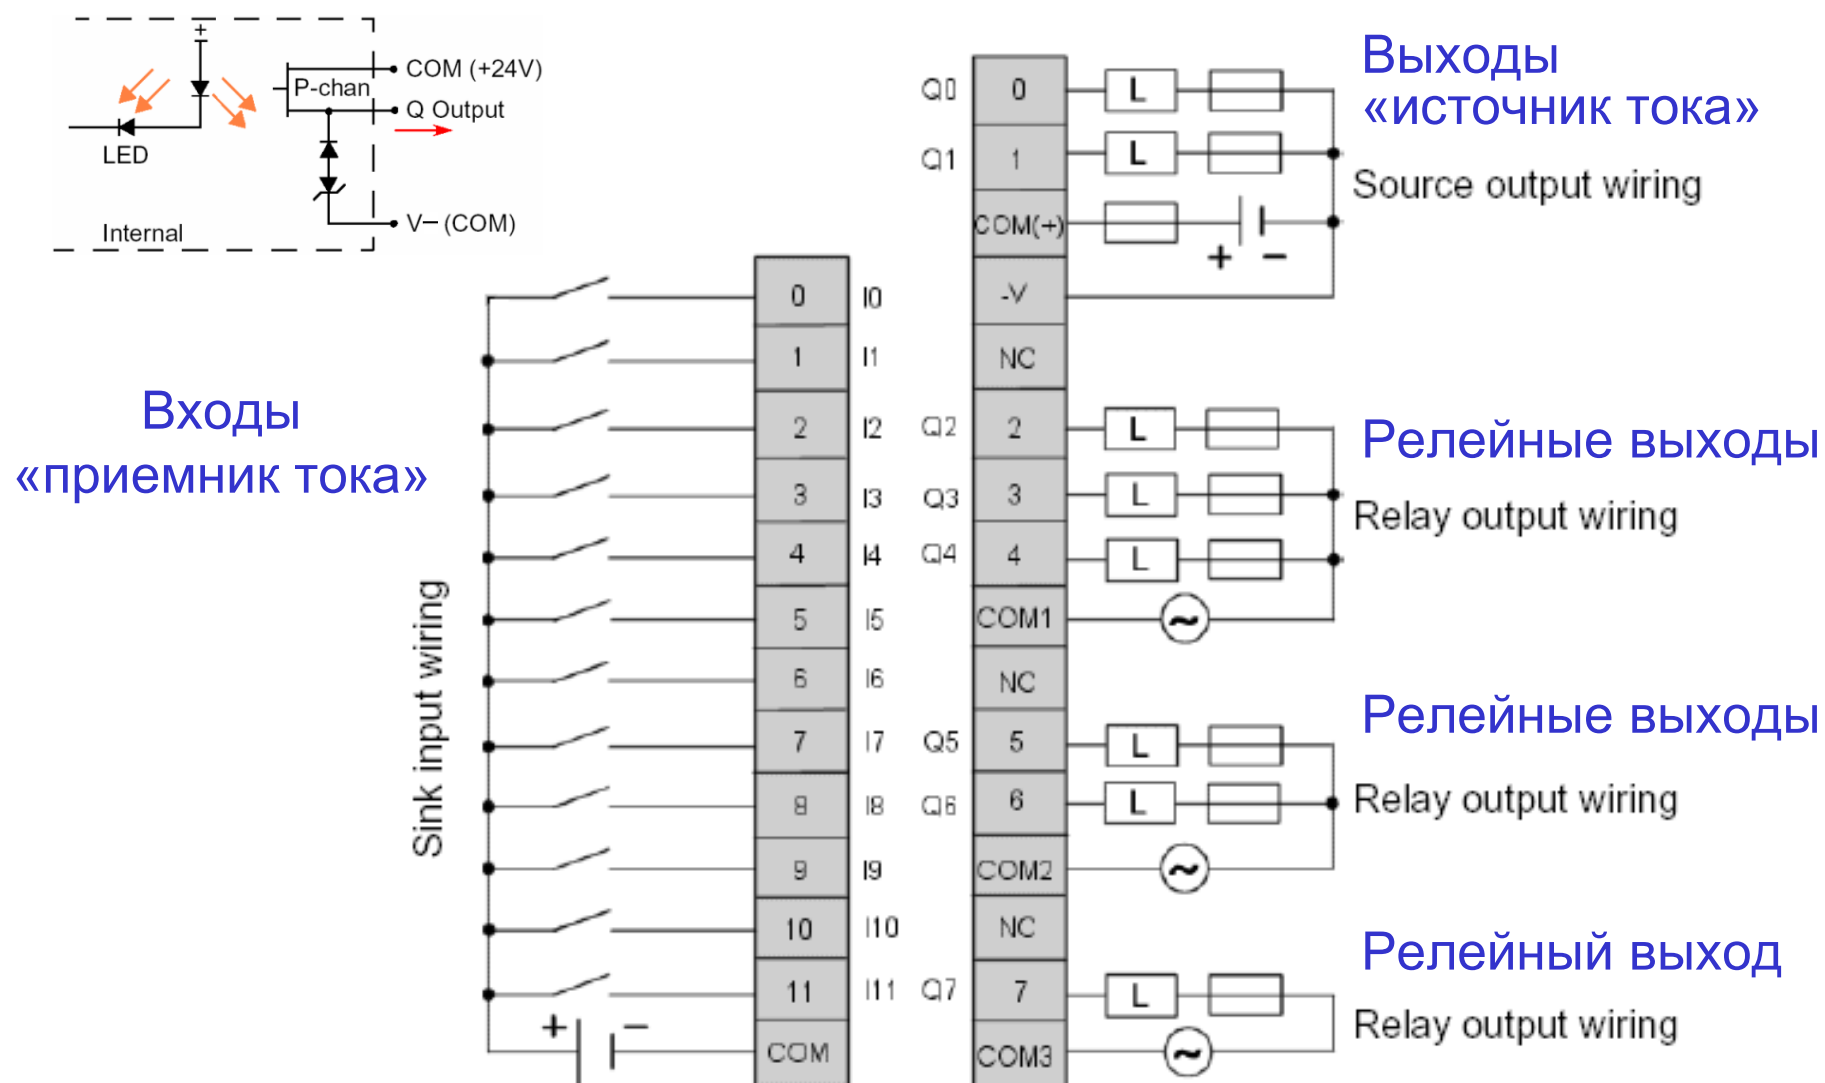 +
COM (+24V)
P-chan
Q Output
LED
V− (COM)
Internal
Выходы
«источник тока»
Source output wiring
Q0 0 L
Q1 1 L
COM(+)
+ −
-V
NC
Входы
«приемник тока»
Sink input wiring
0 I0
1 I1
2 I2
3 I3
4 I4
5 I5
6 I6
7 I7
8 I8
9 I9
10 I10
11 I11
+ −
COM
Q2 2 L
Q3 3 L
Q4 4 L
COM1 ~
Релейные выходы
Relay output wiring
NC
Q5 5 L
Q6 6 L
COM2 ~
Релейные выходы
Relay output wiring
NC
Q7 7 L
COM3 ~
Релейный выход
Relay output wiring